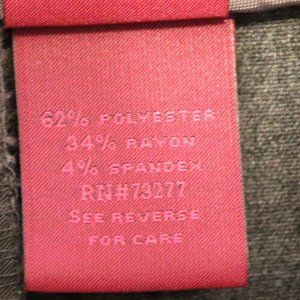 62% POLYESTER
34% RAYON
4% SPANDEX
RN#73277
SEE REVERSE
FOR CARE